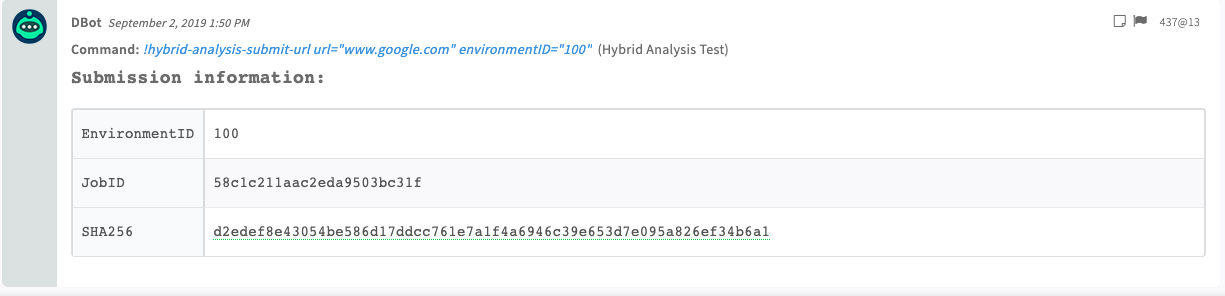 DBot September 2, 2019 1:50 PM 437@13
Command: !hybrid-analysis-submit-url url="www.google.com" environmentID="100" (Hybrid Analysis Test)
Submission information:
EnvironmentID 100
JobID 58c1c211aac2eda9503bc31f
SHA256 d2edef8e43054be586d17ddcc761e7a1f4a6946c39e653d7e095a826ef34b6a1